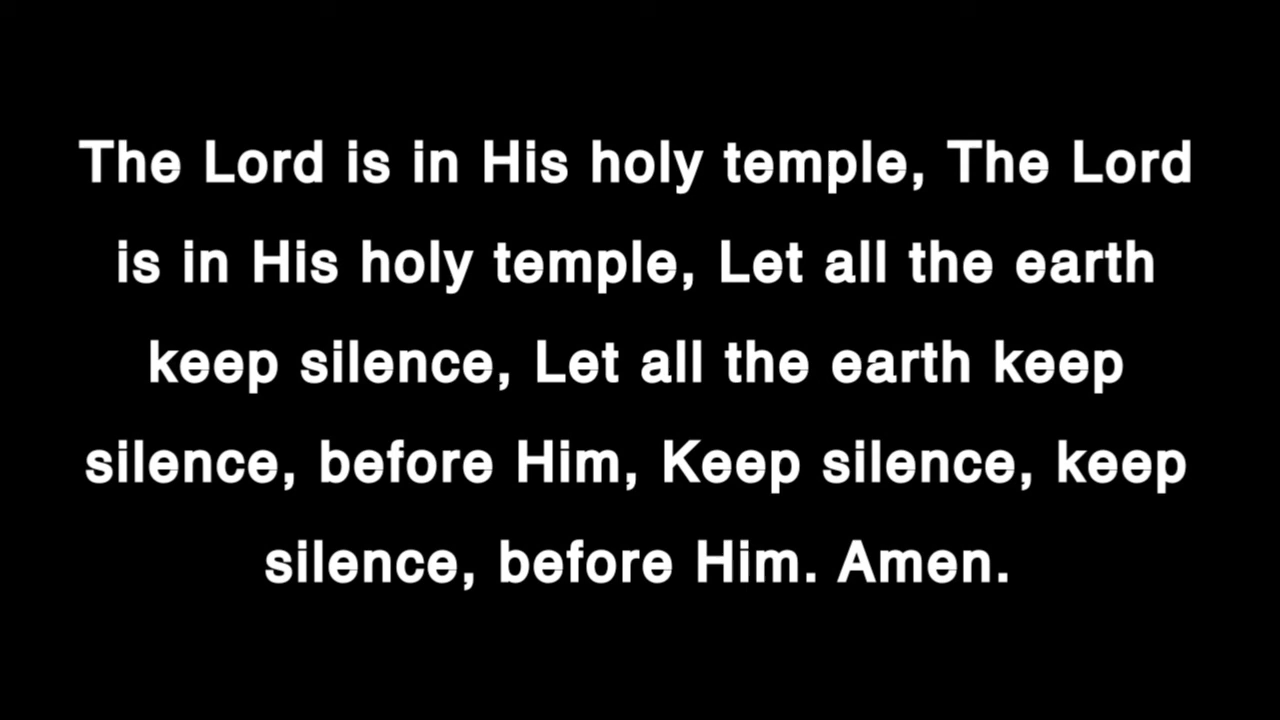 The Lord is in His holy temple, The Lord
is in His holy temple, Let all the earth
keep silence, Let all the earth keep
silence, before Him, Keep silence, keep
silence, before Him. Amen.